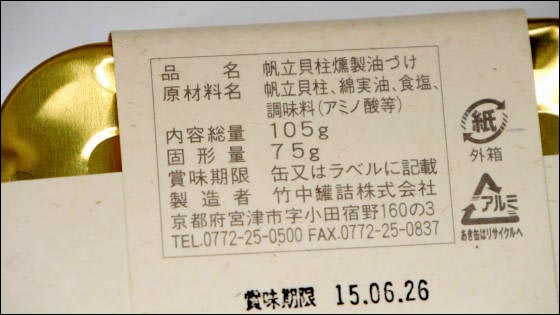 品名 帆立貝柱燻製油づけ
原材料名 帆立貝柱、綿実油、食塩、
調味料(アミノ酸等)
内容総量 105g
固形量 75g
賞味期限 缶又はラベルに記載
製造者 竹中罐詰株式会社
京都府宮津市字小田宿野160の3
TEL.0772-25-0500 FAX.0772-25-0837
紙
外箱
アルミ
あき缶はリサイクルへ
賞味期限 15.06.26